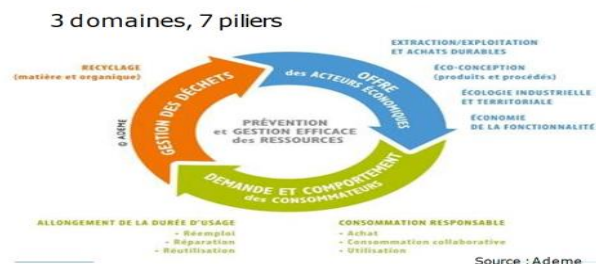 3 domaines, 7 piliers
EXTRACTION/EXPLOITATION
ET ACHATS DURABLES
RECYCLAGE
(matière et organique)
ÉCO-CONCEPTION
(produits et procédés)
ÉCOLOGIE INDUSTRIELLE
ET TERRITORIALE
ÉCONOMIE
DE LA FONCTIONNALITÉ
GESTION DES DÉCHETS
OFFRE
des ACTEURS ÉCONOMIQUES
PRÉVENTION
et GESTION EFFICACE
des RESSOURCES
© ADEME
DEMANDE ET COMPORTEMENT
des CONSOMMATEURS
ALLONGEMENT DE LA DURÉE D'USAGE
- Réemploi
- Réparation
- Réutilisation
CONSOMMATION RESPONSABLE
- Achat
- Consommation collaborative
- Utilisation
Source : Ademe